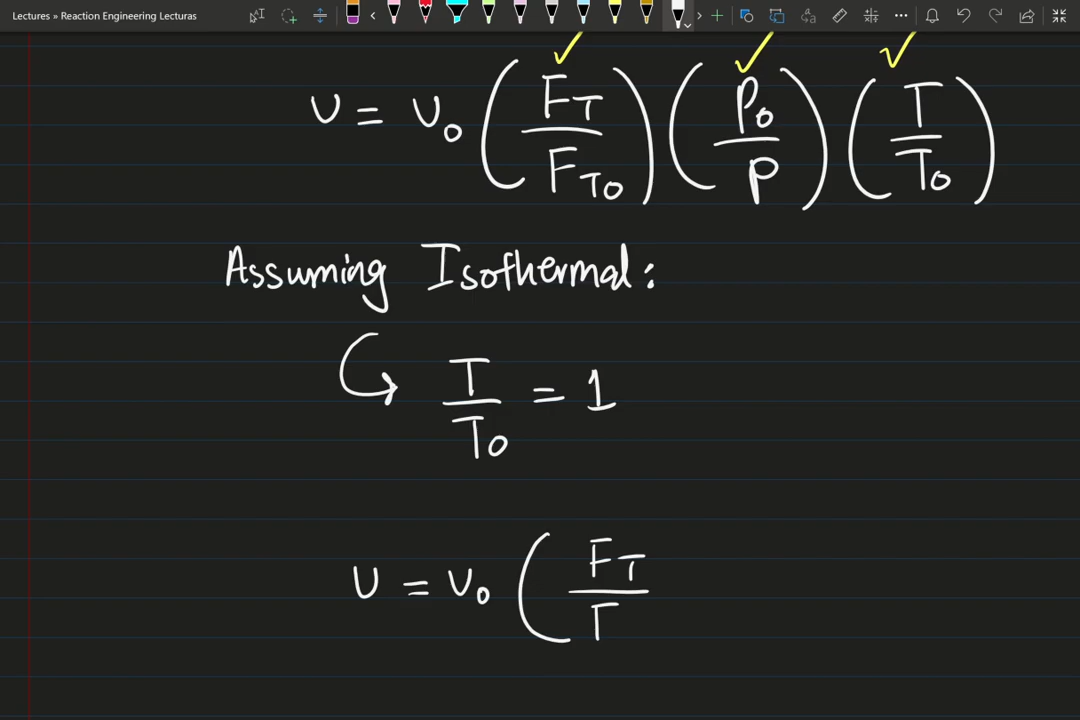 Lectures » Reaction Engineering Lecturas
υ = υ₀ (F_T / F_T0) (P₀ / P) (T / T₀)
Assuming Isothermal:
T / T₀ = 1
υ = υ₀ ( F_T / Γ